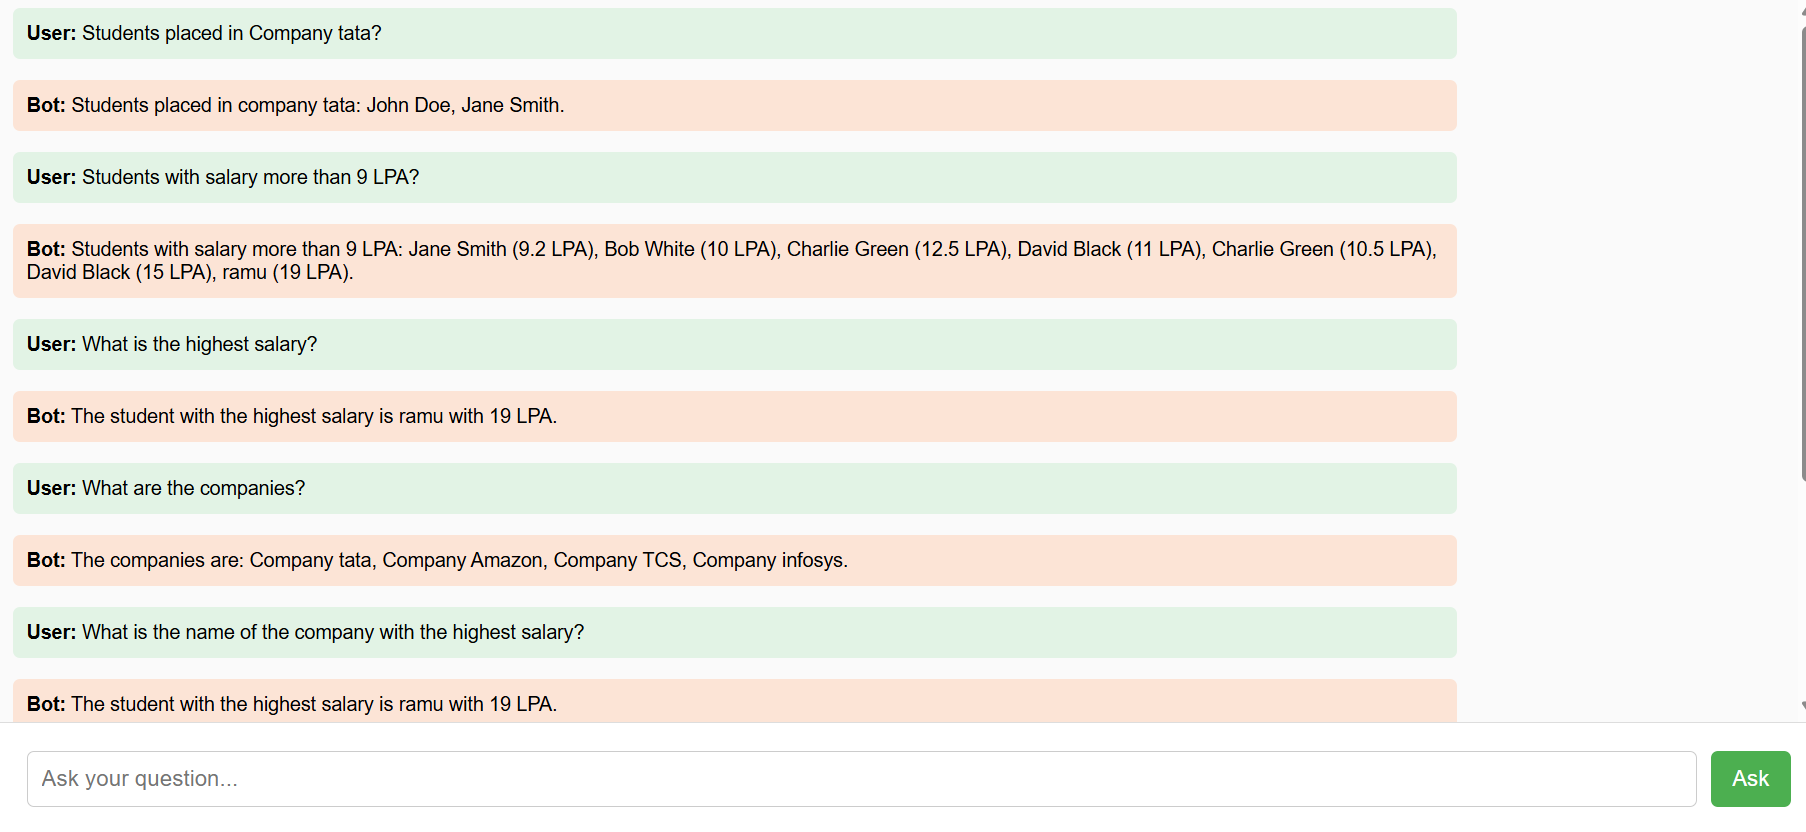 User: Students placed in Company tata?
Bot: Students placed in company tata: John Doe, Jane Smith.
User: Students with salary more than 9 LPA?
Bot: Students with salary more than 9 LPA: Jane Smith (9.2 LPA), Bob White (10 LPA), Charlie Green (12.5 LPA), David Black (11 LPA), Charlie Green (10.5 LPA),
David Black (15 LPA), ramu (19 LPA).
User: What is the highest salary?
Bot: The student with the highest salary is ramu with 19 LPA.
User: What are the companies?
Bot: The companies are: Company tata, Company Amazon, Company TCS, Company infosys.
User: What is the name of the company with the highest salary?
Bot: The student with the highest salary is ramu with 19 LPA.
Ask your question...
Ask